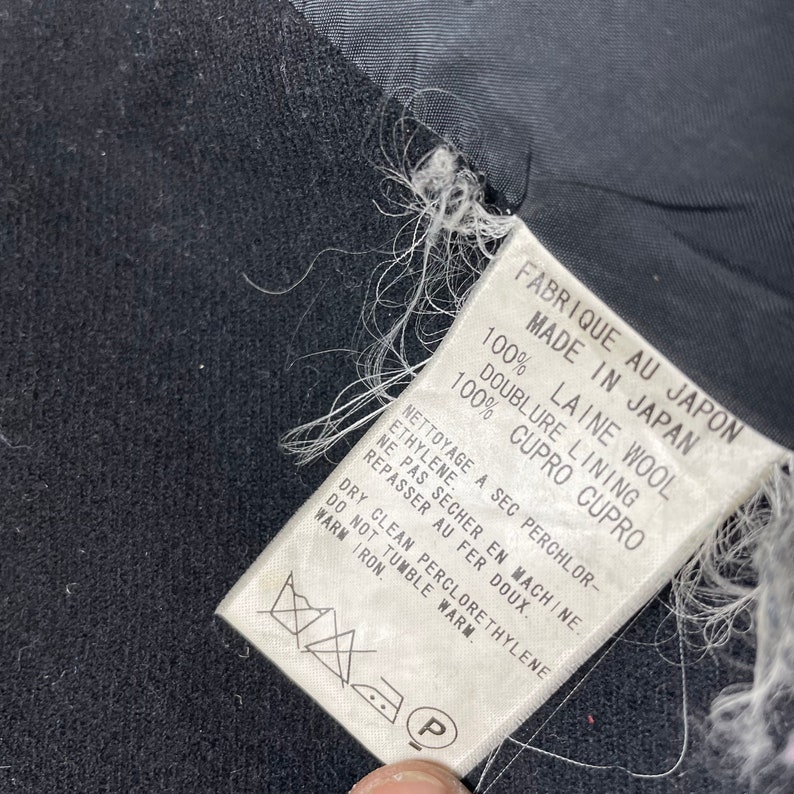 FABRIQUE AU JAPON
MADE IN JAPAN
100% LAINE WOOL
DOUBLURE LINING
100% CUPRO CUPRO
NETTOYAGE A SEC PERCHLOR-
ETHYLENE.
NE PAS SECHER EN MACHINE.
REPASSER AU FER DOUX.
DRY CLEAN PERCLORETHYLENE
DO NOT TUMBLE WARM.
WARM IRON.
P